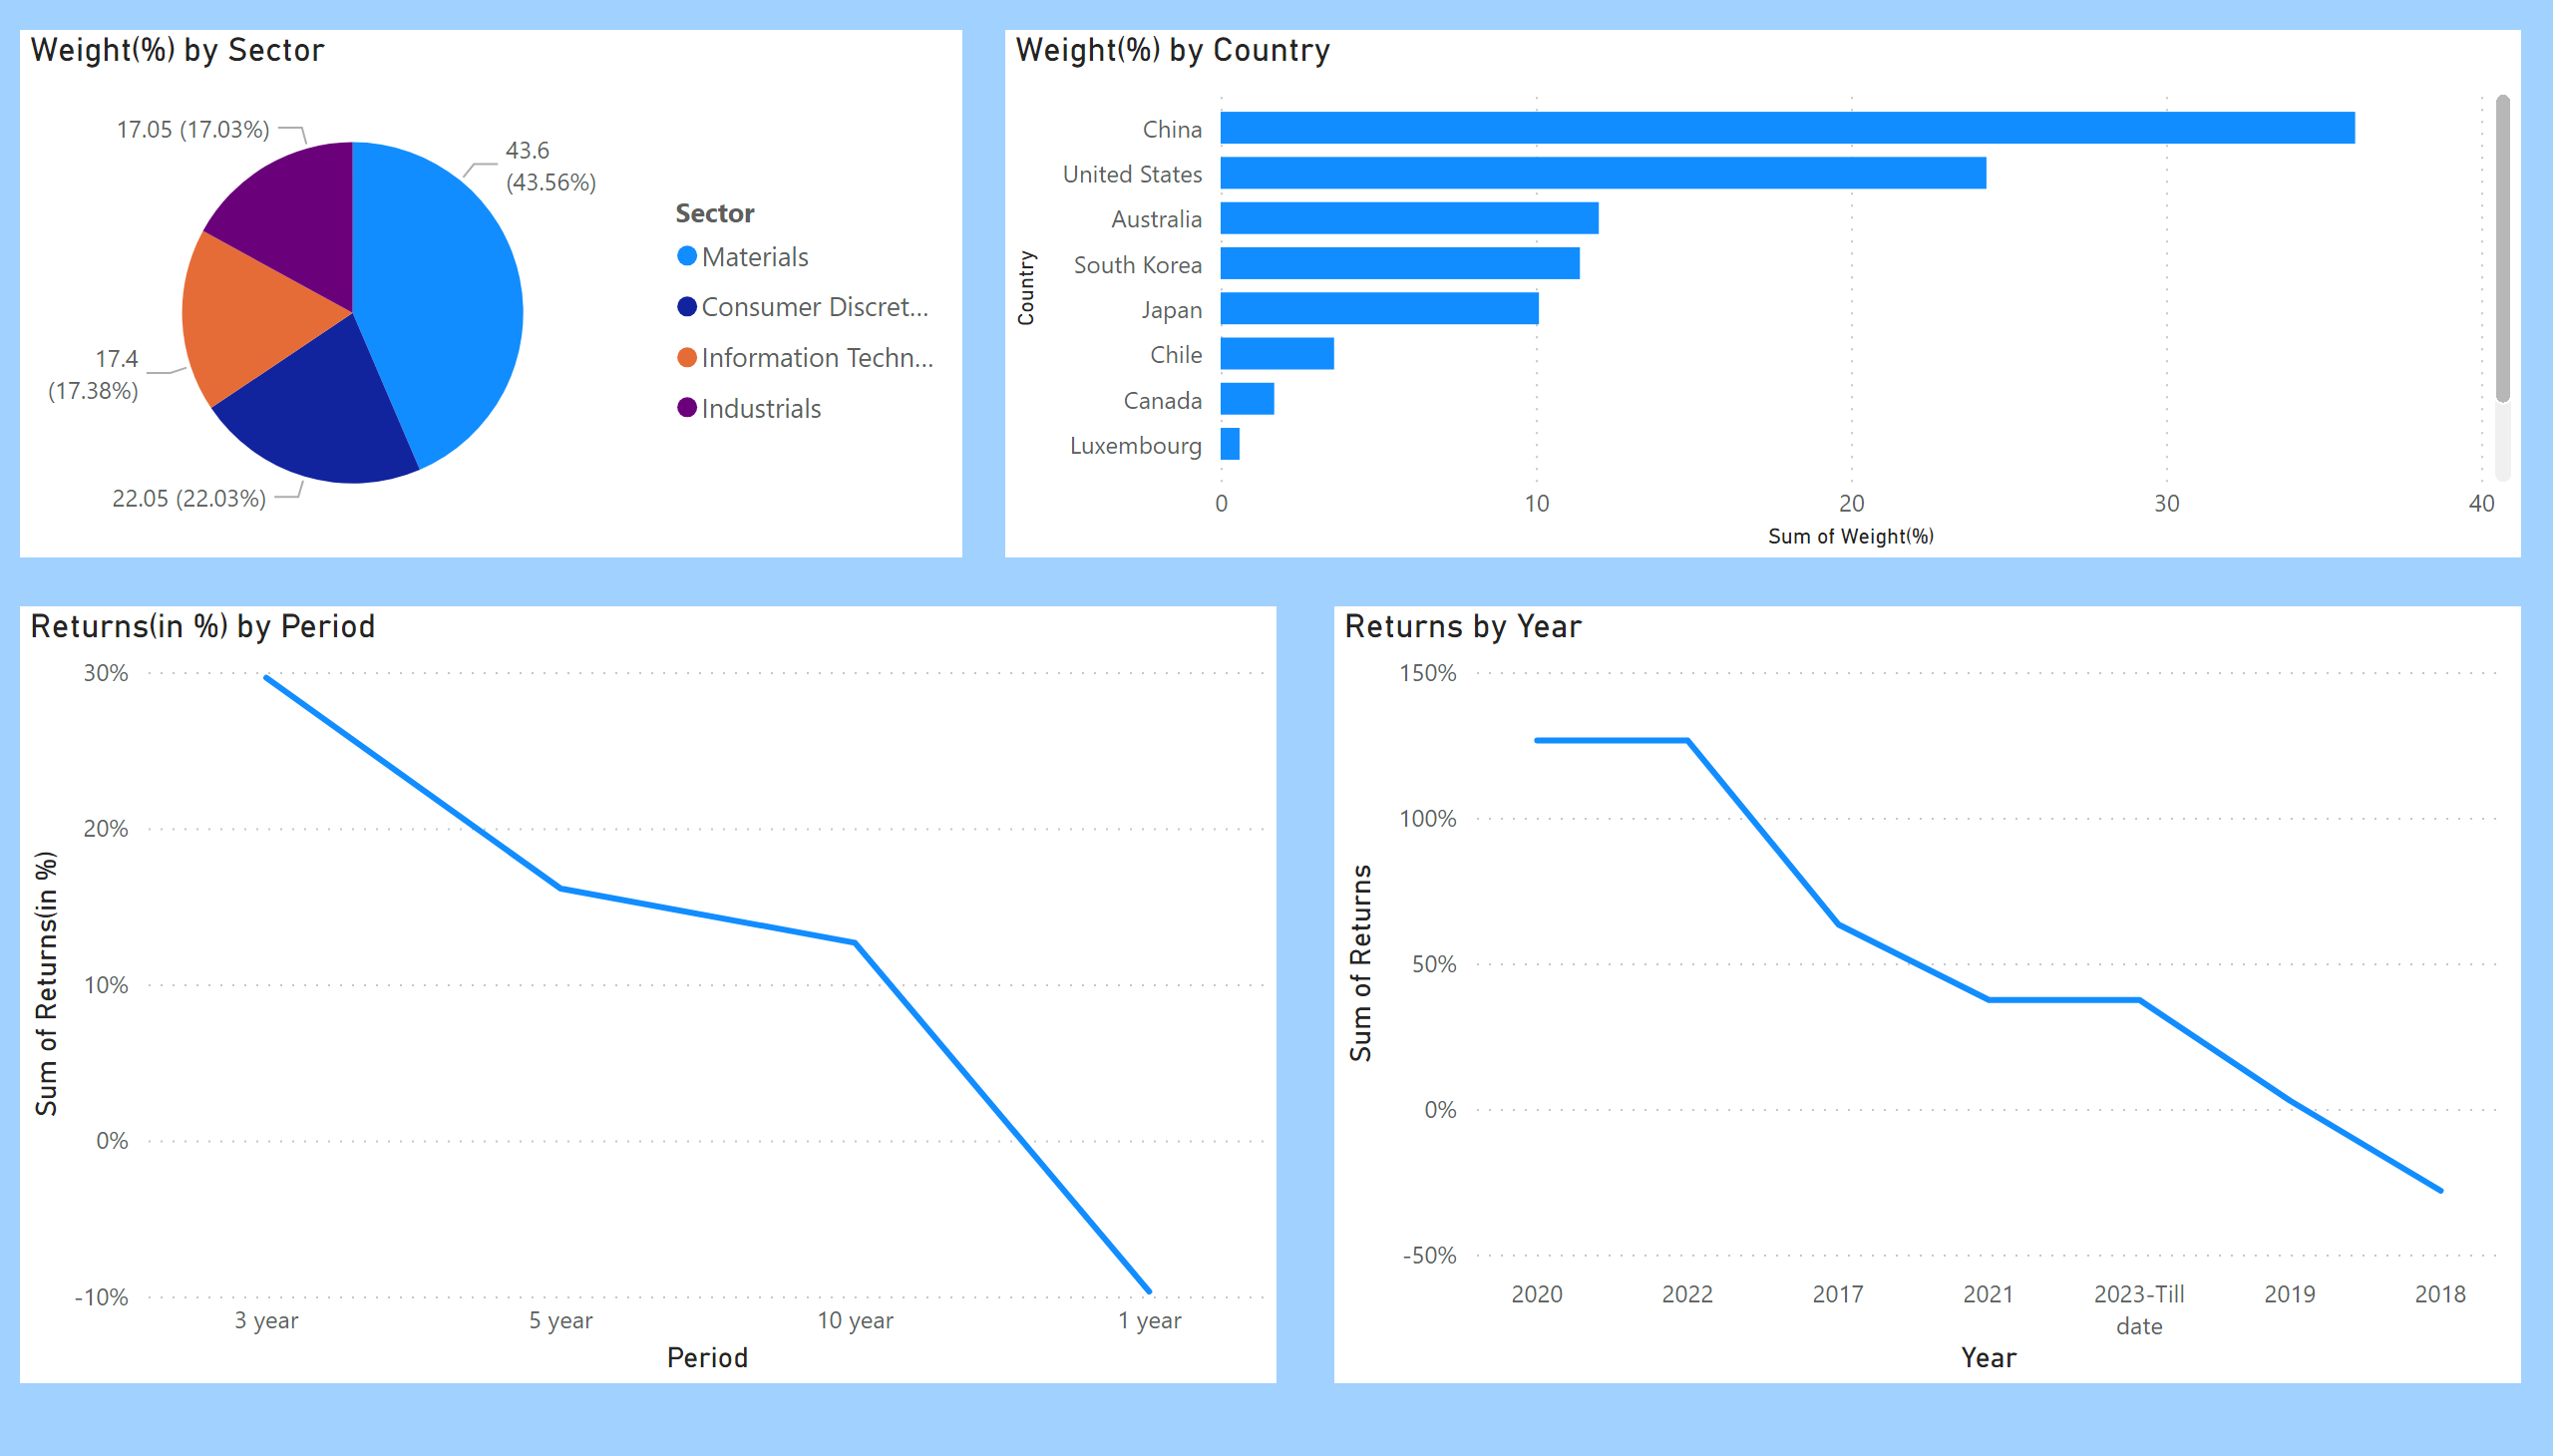 Weight(%) by Sector
17.05 (17.03%)
43.6
(43.56%)
17.4
(17.38%)
22.05 (22.03%)
Sector
Materials
Consumer Discret...
Information Techn...
Industrials
Weight(%) by Country
Country
China
United States
Australia
South Korea
Japan
Chile
Canada
Luxembourg
0 10 20 30 40
Sum of Weight(%)
Returns(in %) by Period
Sum of Returns(in %)
30%
20%
10%
0%
-10%
3 year 5 year 10 year 1 year
Period
Returns by Year
Sum of Returns
150%
100%
50%
0%
-50%
2020 2022 2017 2021 2023-Till 2019 2018
date
Year